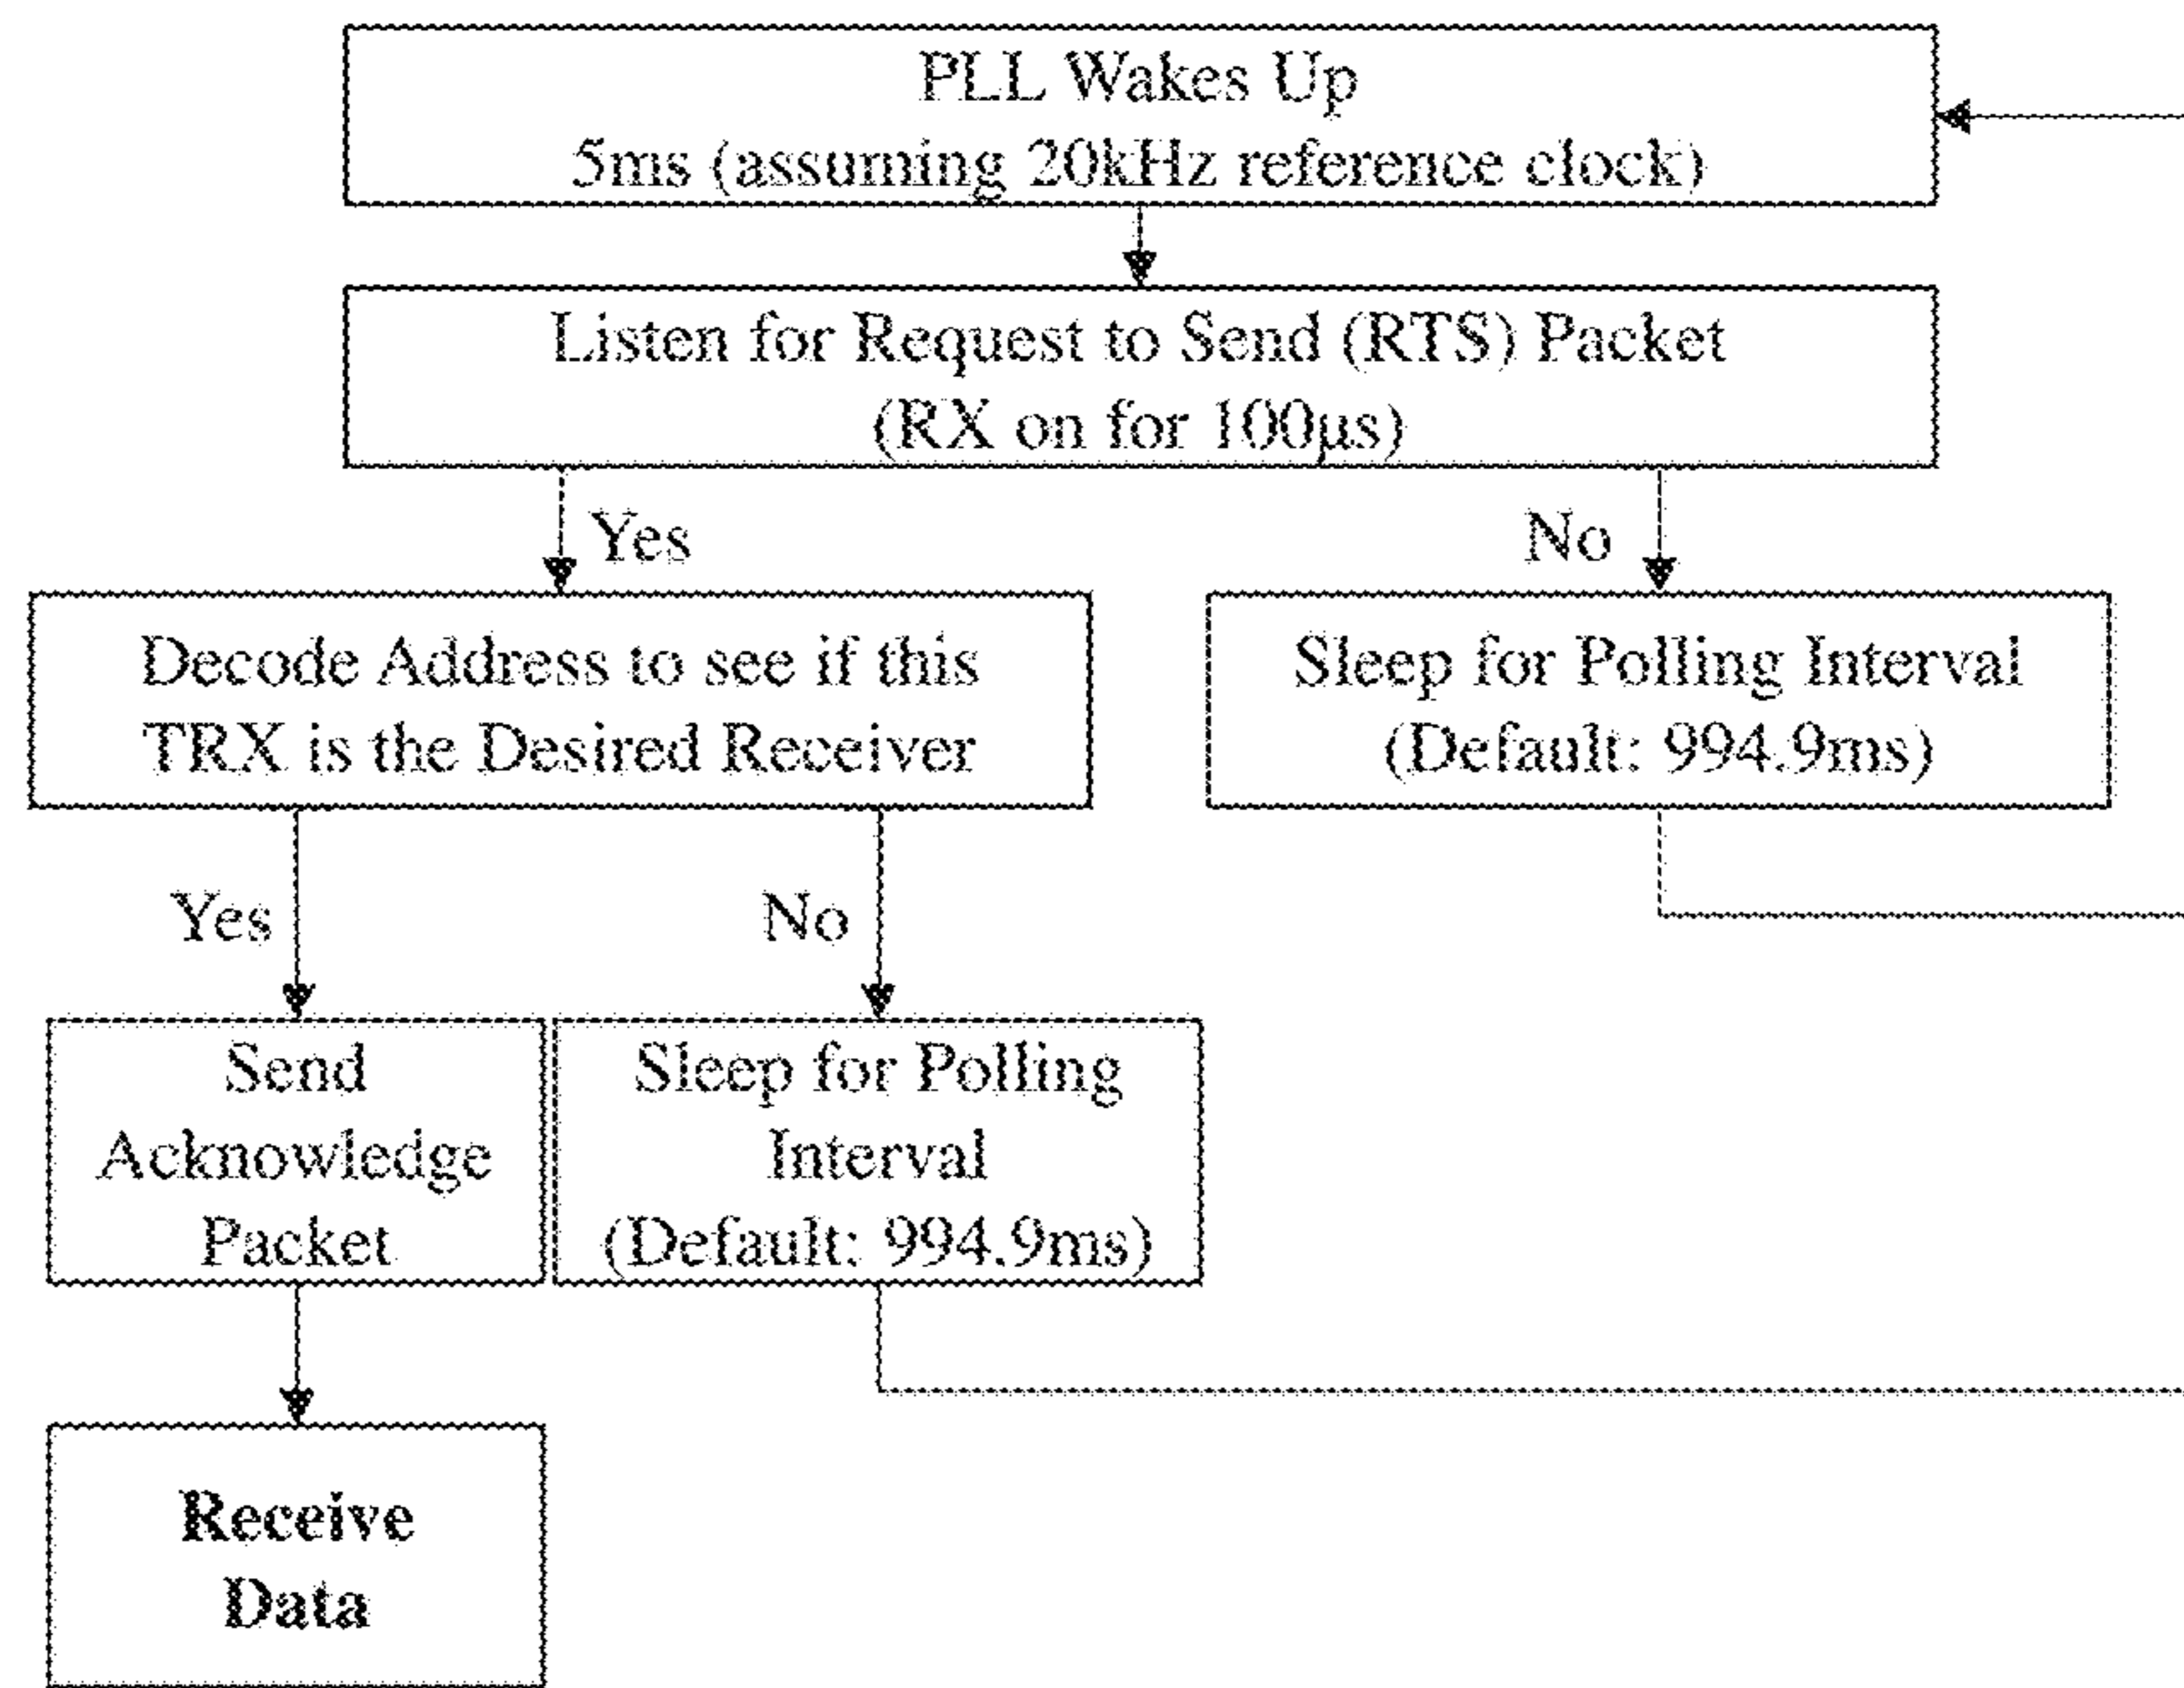 PLL Wakes Up
5ms (assuming 20kHz reference clock)
Listen for Request to Send (RTS) Packet
(RX on for 100μs)
Yes
No
Decode Address to see if this
TRX is the Desired Receiver
Sleep for Polling Interval
(Default: 994.9ms)
Yes
No
Send
Acknowledge
Packet
Sleep for Polling
Interval
(Default: 994.9ms)
Receive
Data